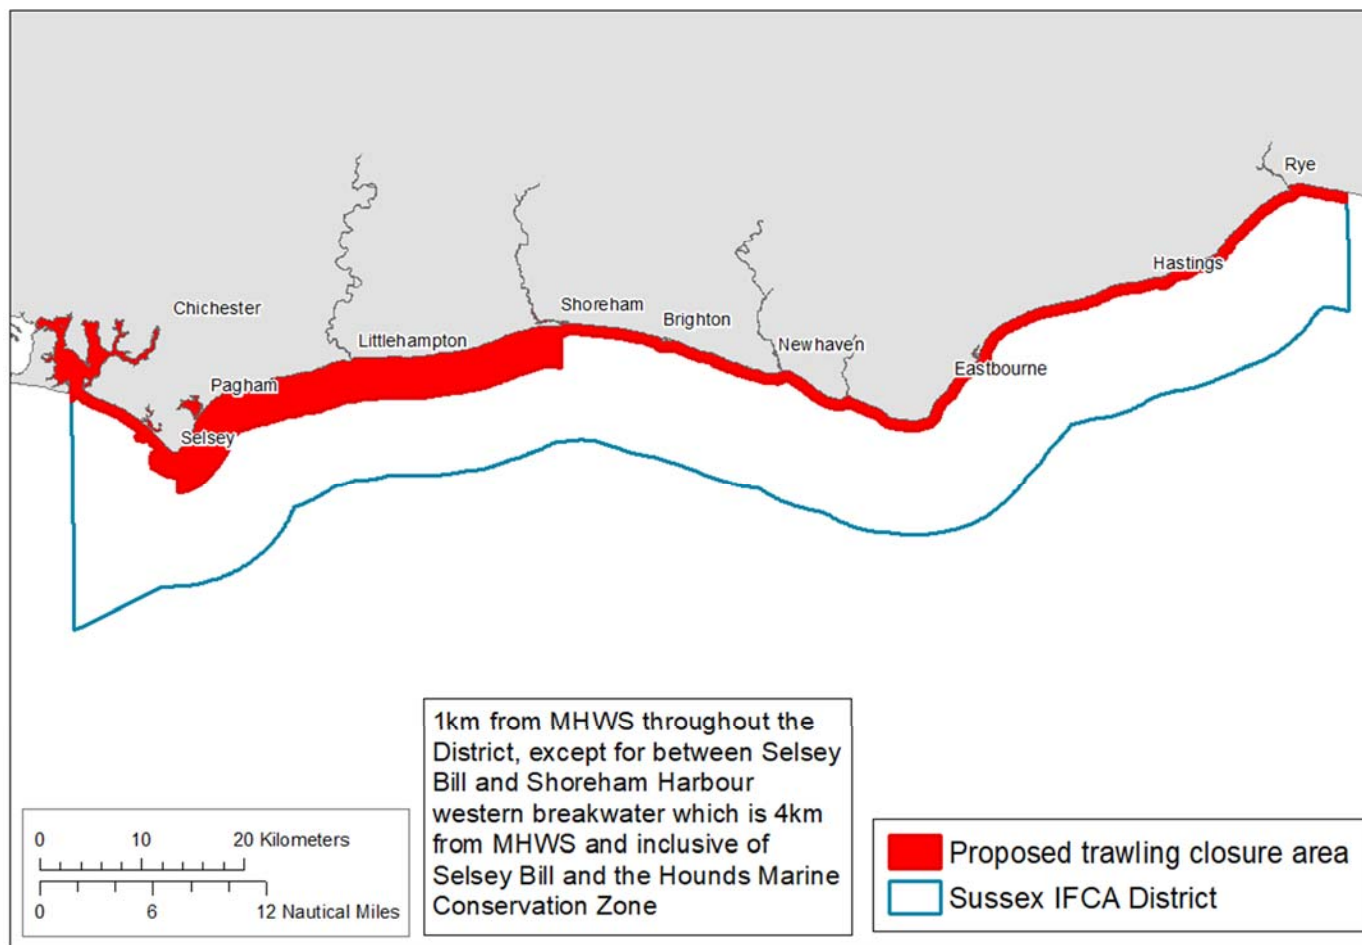 Rye
Hastings
Chichester
Shoreham
Brighton
Littlehampton
Newhaven
Eastbourne
Pagham
Selsey
1km from MHWS throughout the
District, except for between Selsey
Bill and Shoreham Harbour
western breakwater which is 4km
from MHWS and inclusive of
Selsey Bill and the Hounds Marine
Conservation Zone
0 10 20 Kilometers
0 6 12 Nautical Miles
Proposed trawling closure area
Sussex IFCA District